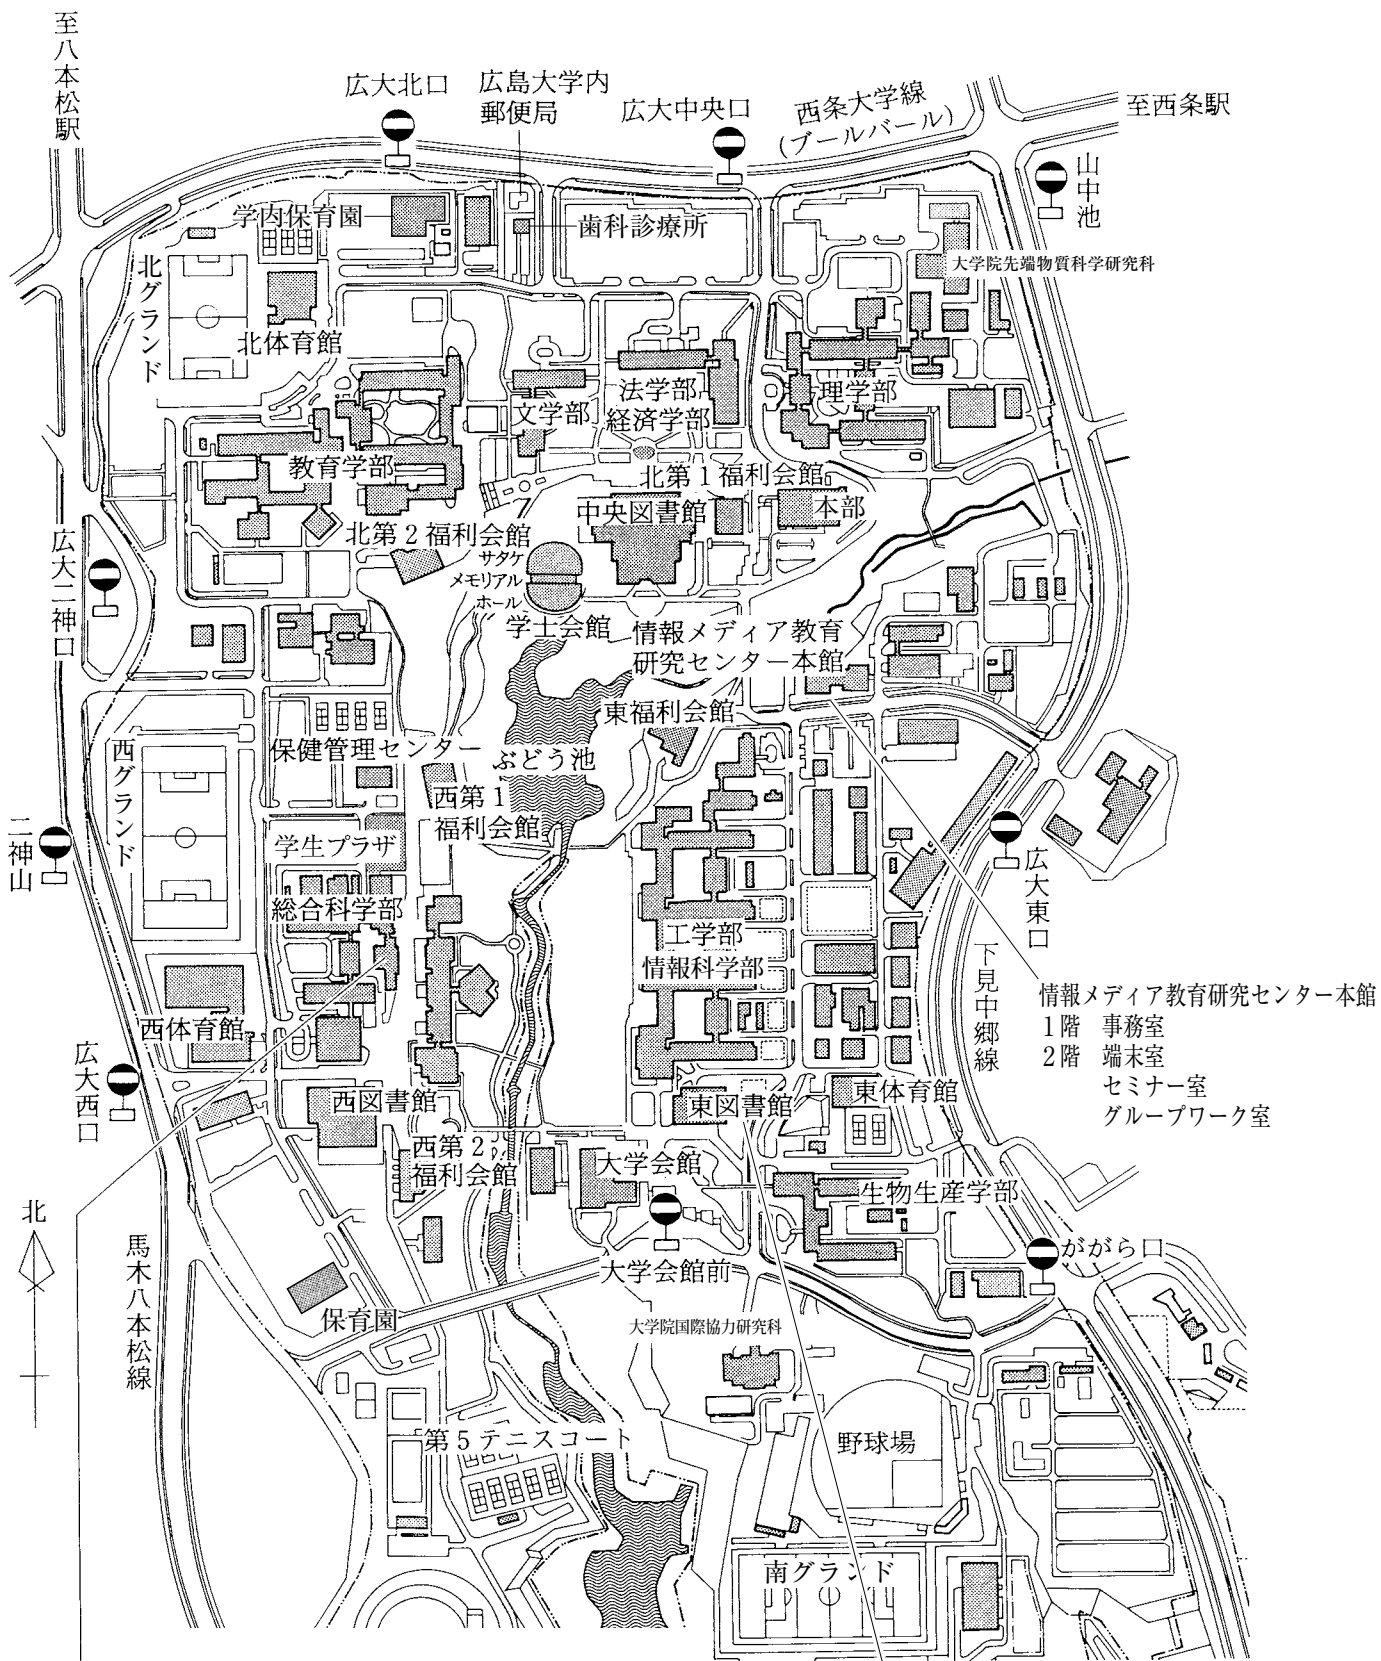 至八本松駅
広大北口
広島大学内
郵便局
広大中央口
西条大学線
(ブールバール)
至西条駅
山中池
学内保育園
歯科診療所
大学院先端物質科学研究科
北グランド
北体育館
法学部
経済学部
文学部
理学部
教育学部
北第1福利会館
中央図書館
本部
北第2福利会館
サタケ
メモリアル
ホール
学士会館
広大二神口
情報メディア教育
研究センター本館
東福利会館
西グランド
保健管理センター
ぶどう池
西第1
福利会館
二神山
学生プラザ
総合科学部
広大東口
工学部
情報科学部
下見中郷線
情報メディア教育研究センター本館
1階 事務室
2階 端末室
セミナー室
グループワーク室
西体育館
広大西口
西図書館
東図書館
東体育館
西第2
福利会館
大学会館
生物生産学部
北
馬木八本松線
大学会館前
ががら口
保育園
大学院国際協力研究科
第5テニスコート
野球場
南グランド